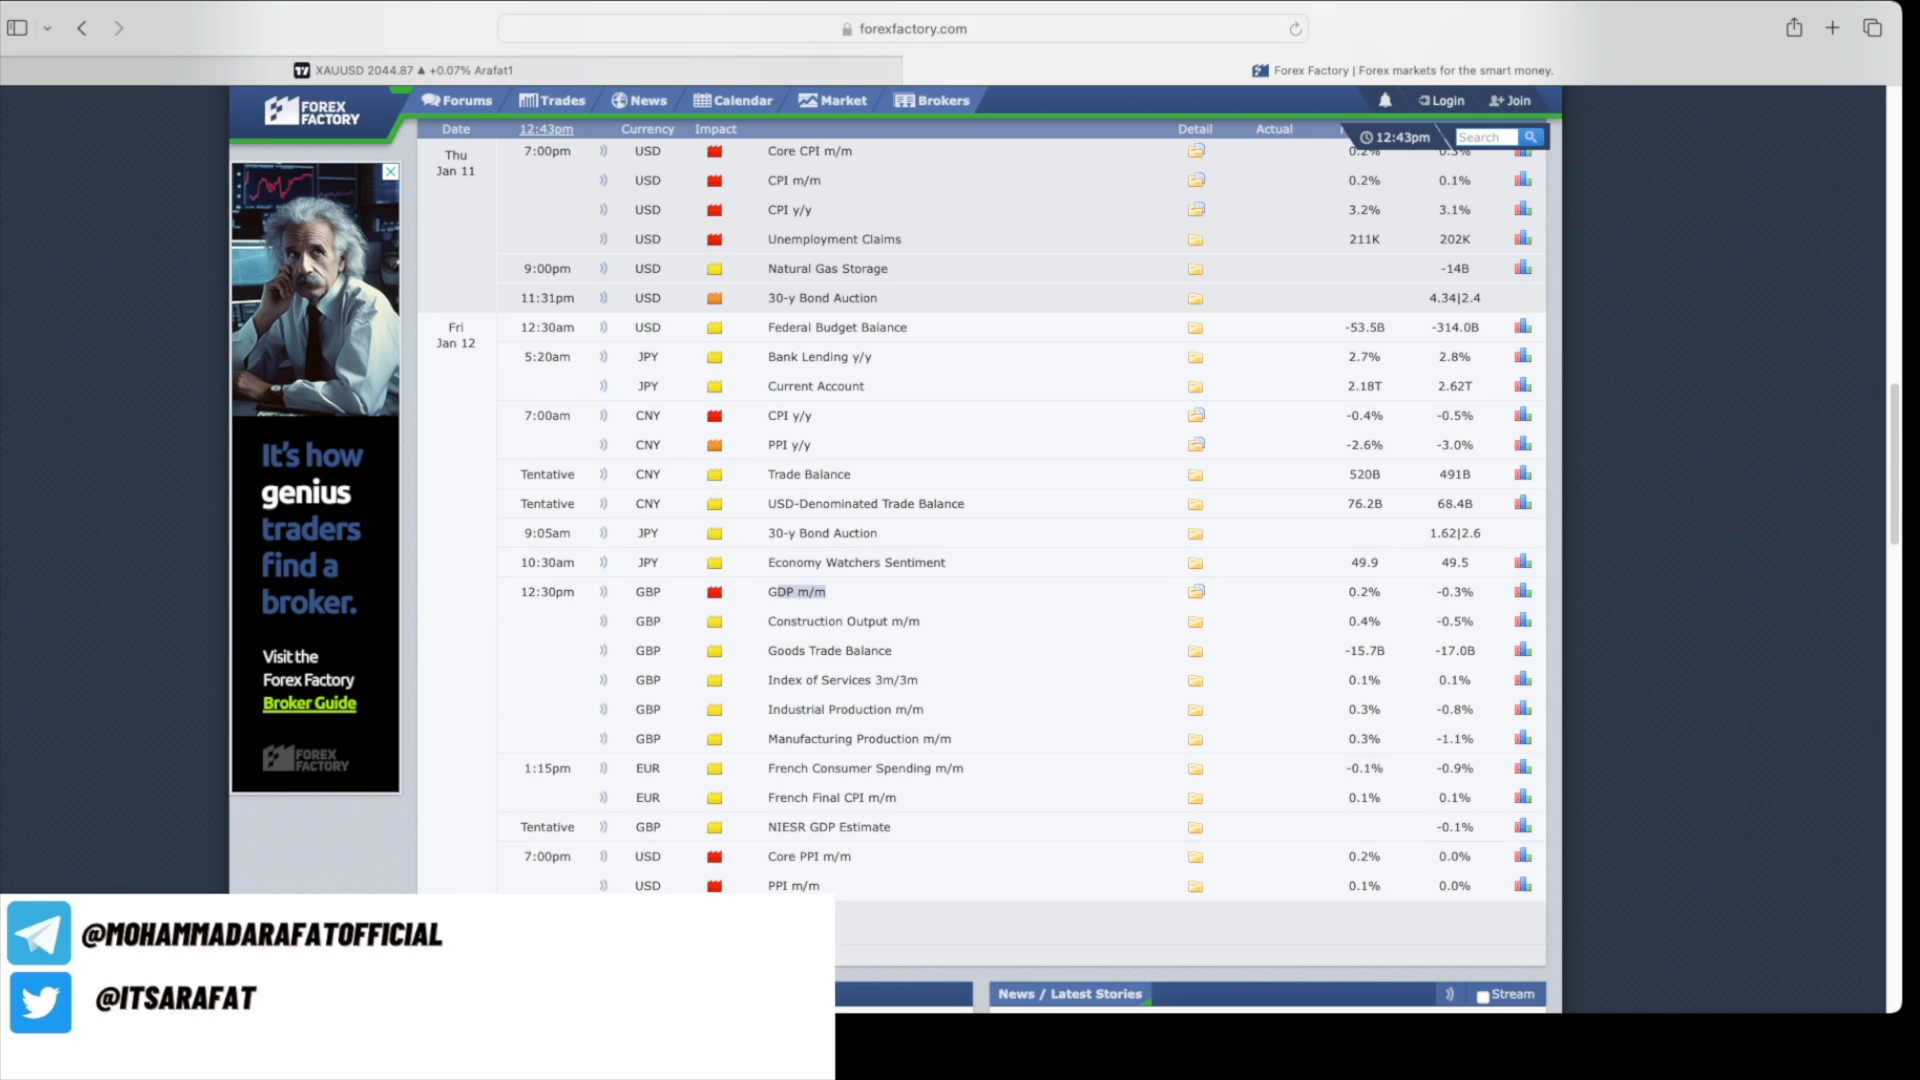 forexfactory.com
XAUUSD 2044.87 ▲ +0.07% Arafat1
Forex Factory | Forex markets for the smart money.
FOREX FACTORY
Forums Trades News Calendar Market Brokers Login Join
Date 12:43pm Currency Impact Detail Actual
12:43pm Search
Thu Jan 11 7:00pm USD Core CPI m/m 0.2% 0.3%
USD CPI m/m 0.2% 0.1%
USD CPI y/y 3.2% 3.1%
USD Unemployment Claims 211K 202K
9:00pm USD Natural Gas Storage -14B
11:31pm USD 30-y Bond Auction 4.34|2.4
Fri Jan 12 12:30am USD Federal Budget Balance -53.5B -314.0B
5:20am JPY Bank Lending y/y 2.7% 2.8%
JPY Current Account 2.18T 2.62T
7:00am CNY CPI y/y -0.4% -0.5%
CNY PPI y/y -2.6% -3.0%
Tentative CNY Trade Balance 520B 491B
Tentative CNY USD-Denominated Trade Balance 76.2B 68.4B
9:05am JPY 30-y Bond Auction 1.62|2.6
10:30am JPY Economy Watchers Sentiment 49.9 49.5
12:30pm GBP GDP m/m 0.2% -0.3%
GBP Construction Output m/m 0.4% -0.5%
GBP Goods Trade Balance -15.7B -17.0B
GBP Index of Services 3m/3m 0.1% 0.1%
GBP Industrial Production m/m 0.3% -0.8%
GBP Manufacturing Production m/m 0.3% -1.1%
1:15pm EUR French Consumer Spending m/m -0.1% -0.9%
EUR French Final CPI m/m 0.1% 0.1%
Tentative GBP NIESR GDP Estimate -0.1%
7:00pm USD Core PPI m/m 0.2% 0.0%
USD PPI m/m 0.1% 0.0%
It's how
genius
traders
find a
broker.
Visit the
Forex Factory
Broker Guide
FOREX
FACTORY
News / Latest Stories Stream
@MOHAMMADARAFATOFFICIAL
@ITSARAFAT